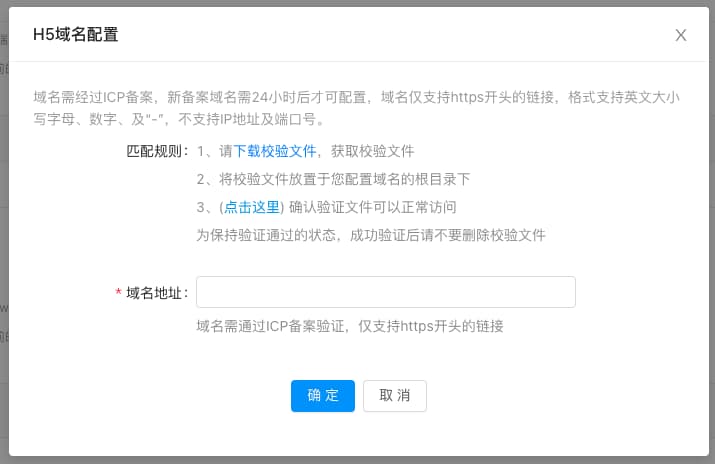 H5域名配置
域名需经过ICP备案，新备案域名需24小时后才可配置，域名仅支持https开头的链接，格式支持英文大小
写字母、数字、及“-”，不支持IP地址及端口号。
匹配规则： 1、请下载校验文件，获取校验文件
2、将校验文件放置于您配置域名的根目录下
3、(点击这里) 确认验证文件可以正常访问
为保持验证通过的状态，成功验证后请不要删除校验文件
* 域名地址：
域名需通过ICP备案验证，仅支持https开头的链接
确 定 取 消